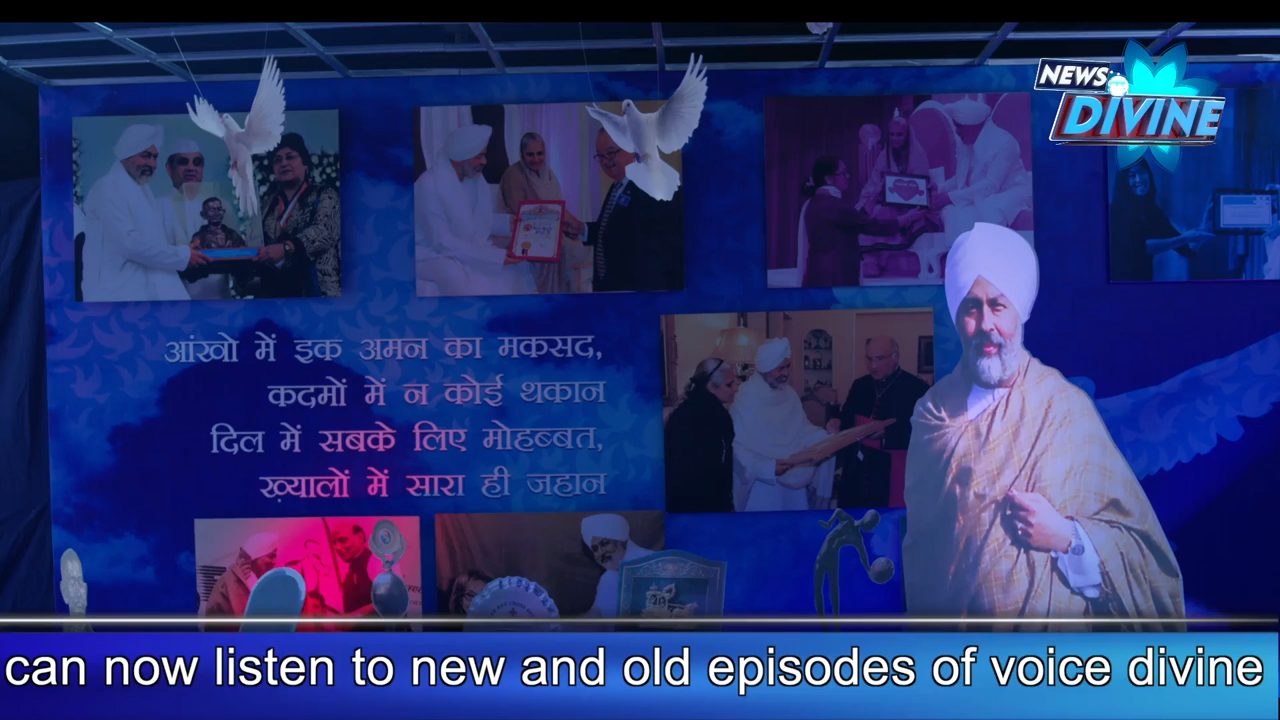 NEWS
DIVINE
आंखो में इक अमन का मकसद,
कदमों में न कोई थकान
दिल में सबके लिए मोहब्बत,
ख़्यालों में सारा ही जहान
can now listen to new and old episodes of voice divine